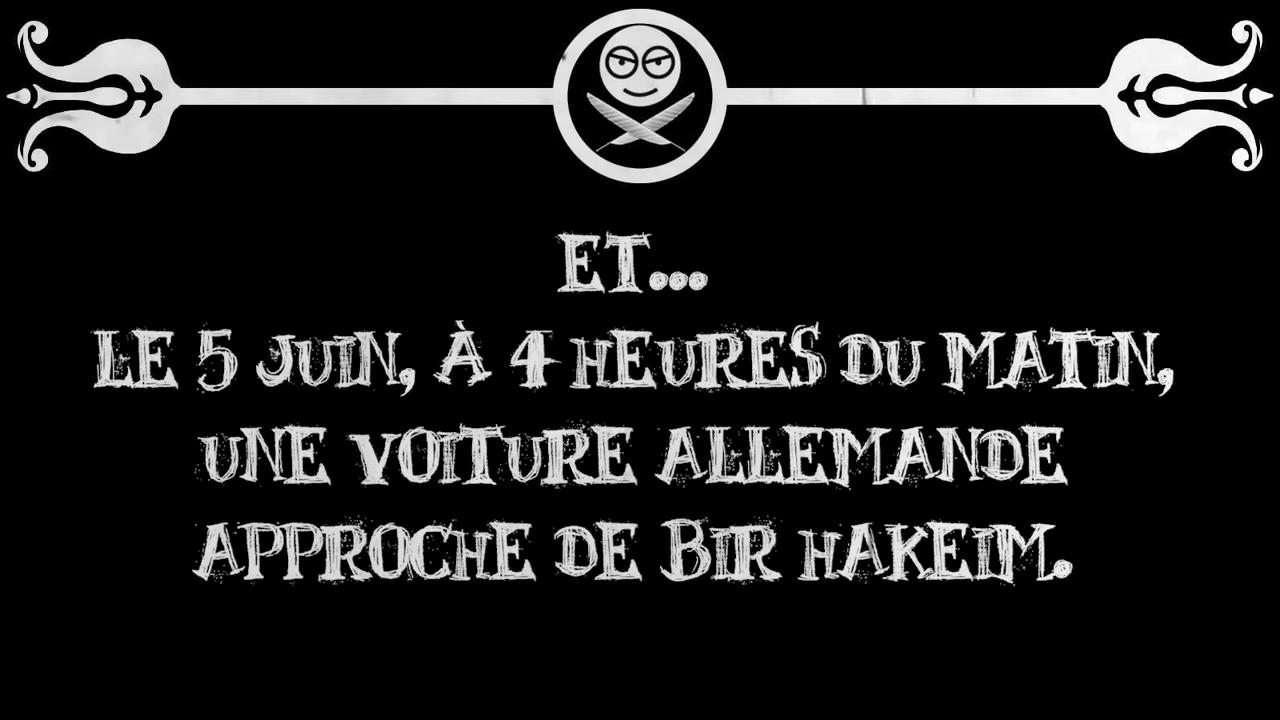 ET...
LE 5 JUIN, À 4 HEURES DU MATIN,
UNE VOITURE ALLEMANDE
APPROCHE DE BIR HAKEIM.